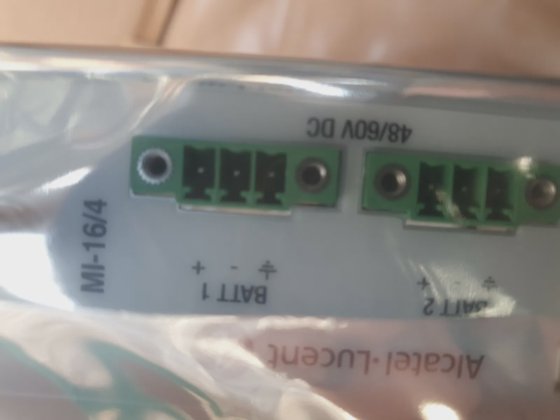 MI-16/4
48/60V DC
BATT 1
+ - ⏚
BATT 2
+ - ⏚
Alcatel·Lucent